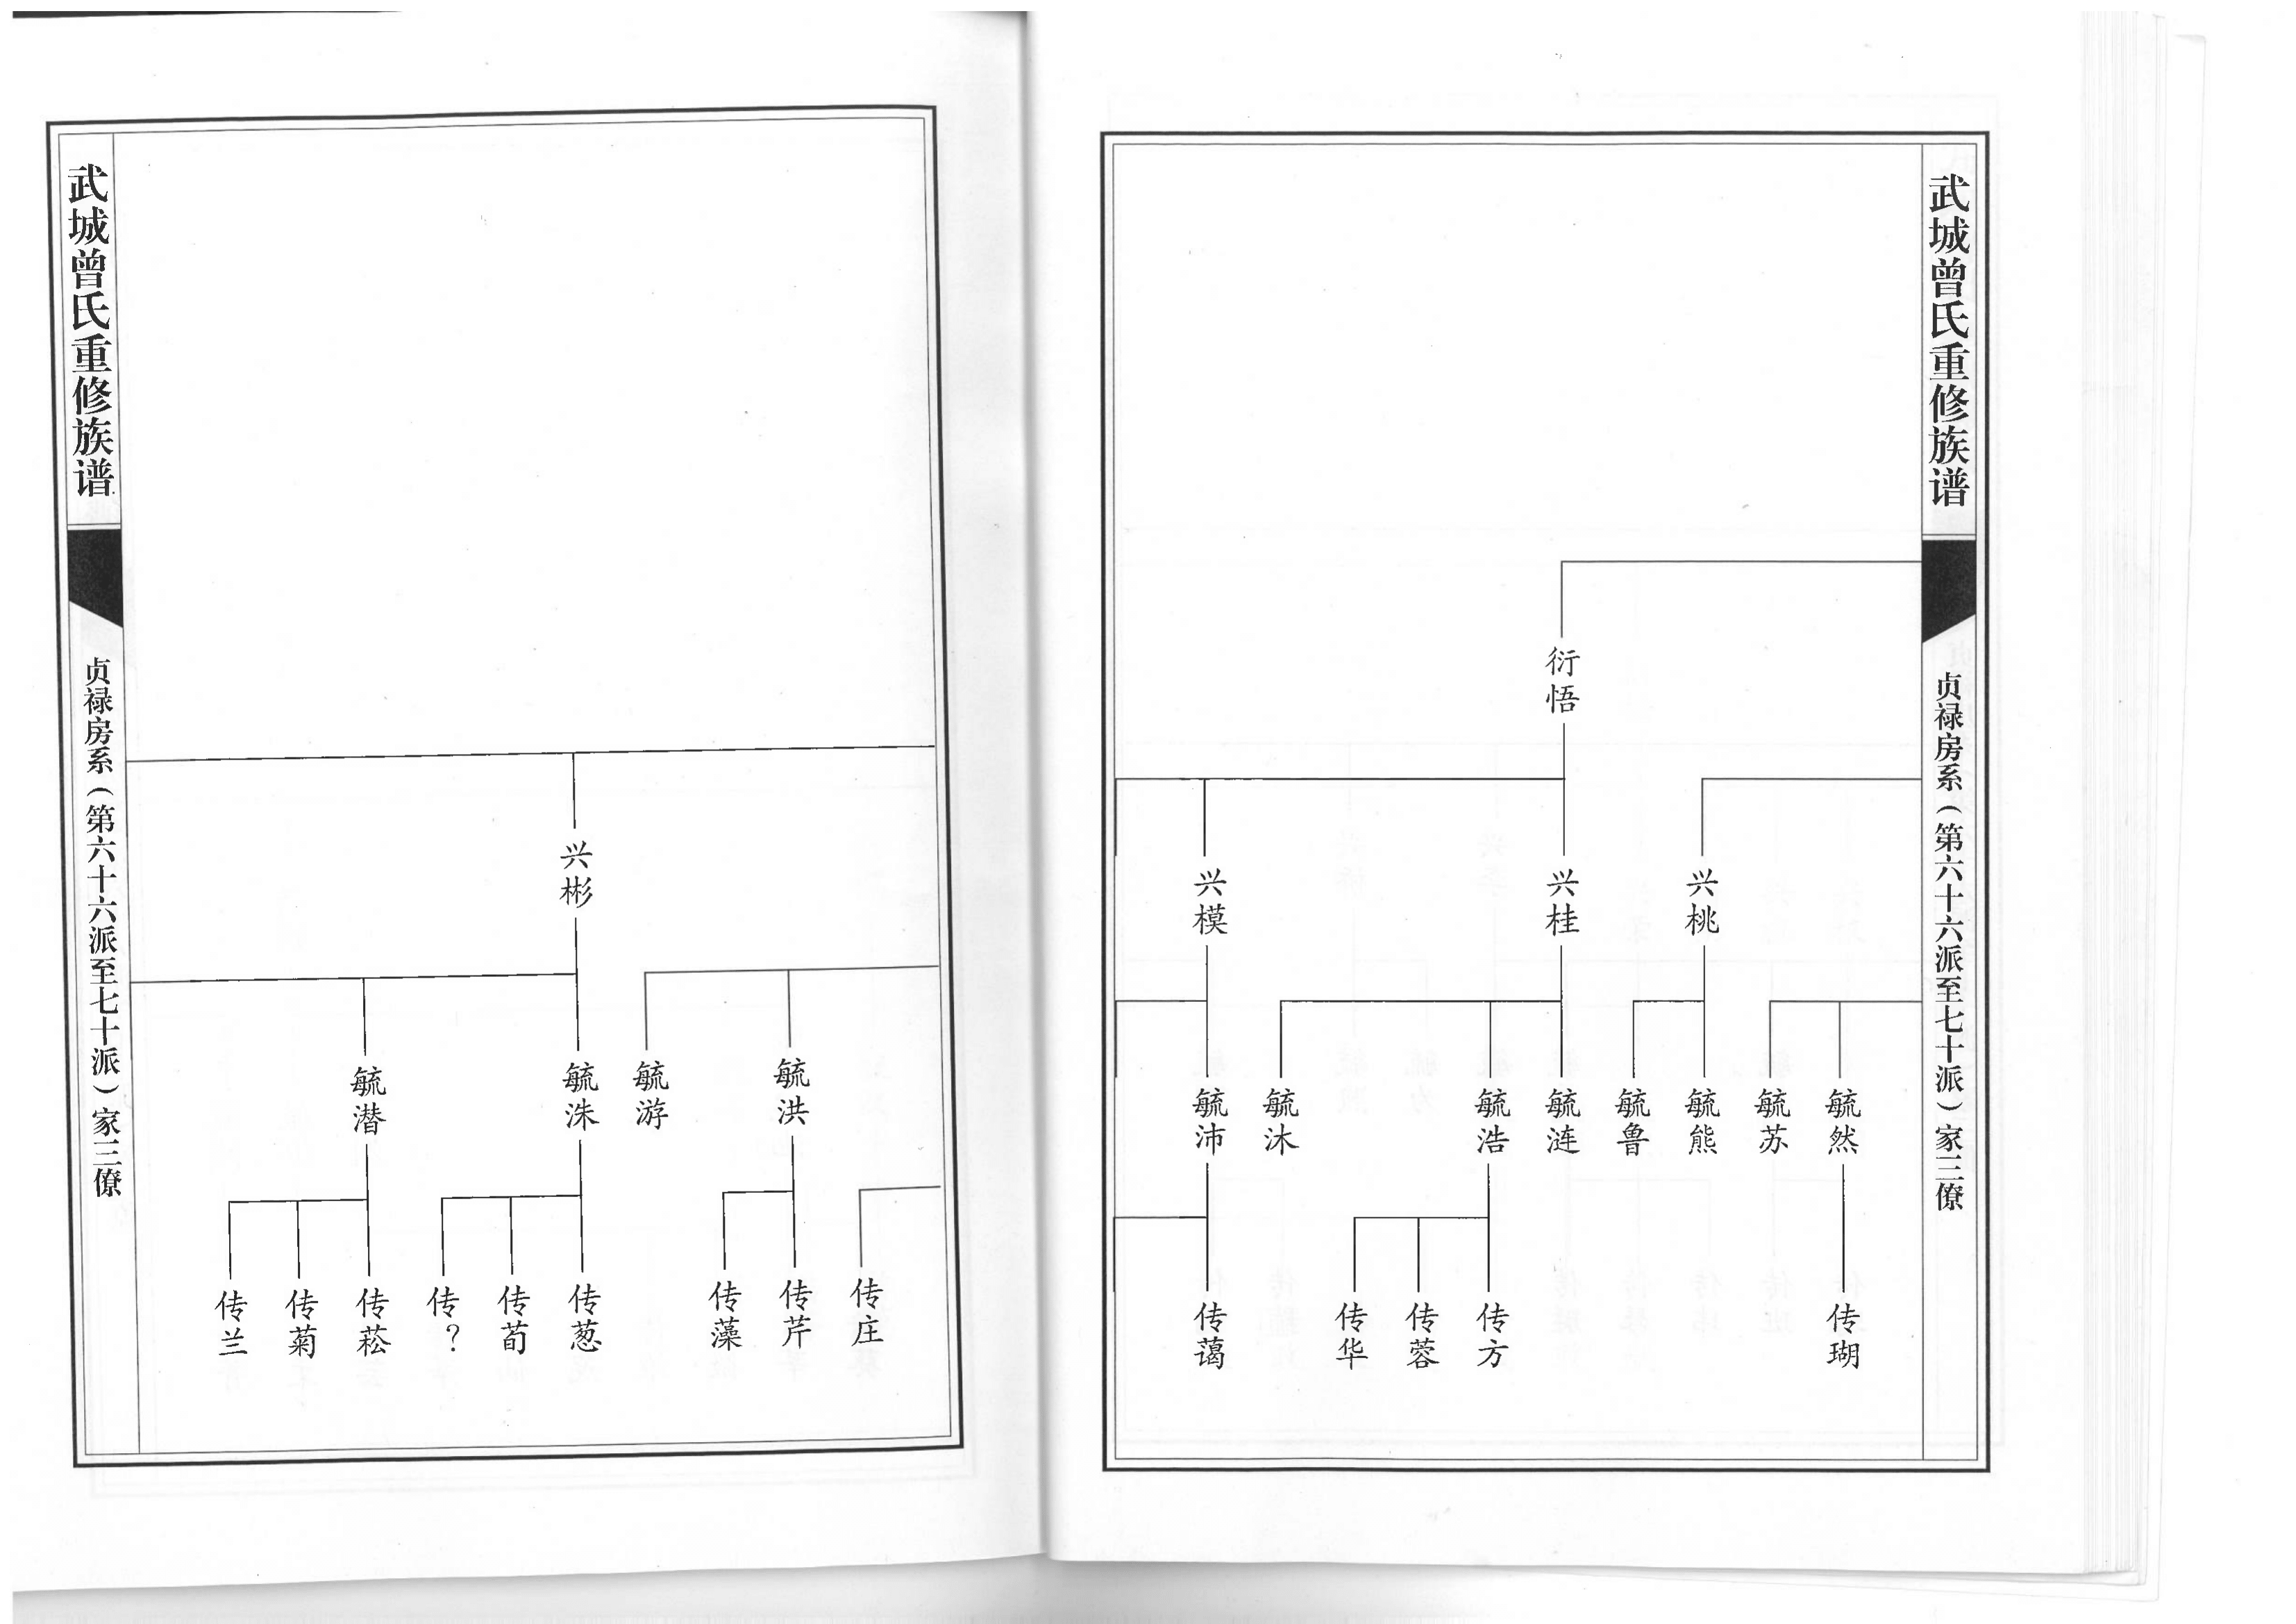 武城曾氏重修族谱
贞禄房系（第六十六派至七十派）家三僚
衍悟
兴桃
兴桂
兴模
毓然
毓苏
毓熊
毓鲁
毓涟
毓浩
毓沐
毓沛
传瑚
传方
传蓉
传华
传蔼
兴彬
毓洪
毓游
毓洙
毓潜
传庄
传芹
传藻
传葱
传荀
传？
传菘
传菊
传兰
武城曾氏重修族谱
贞禄房系（第六十六派至七十派）家三僚